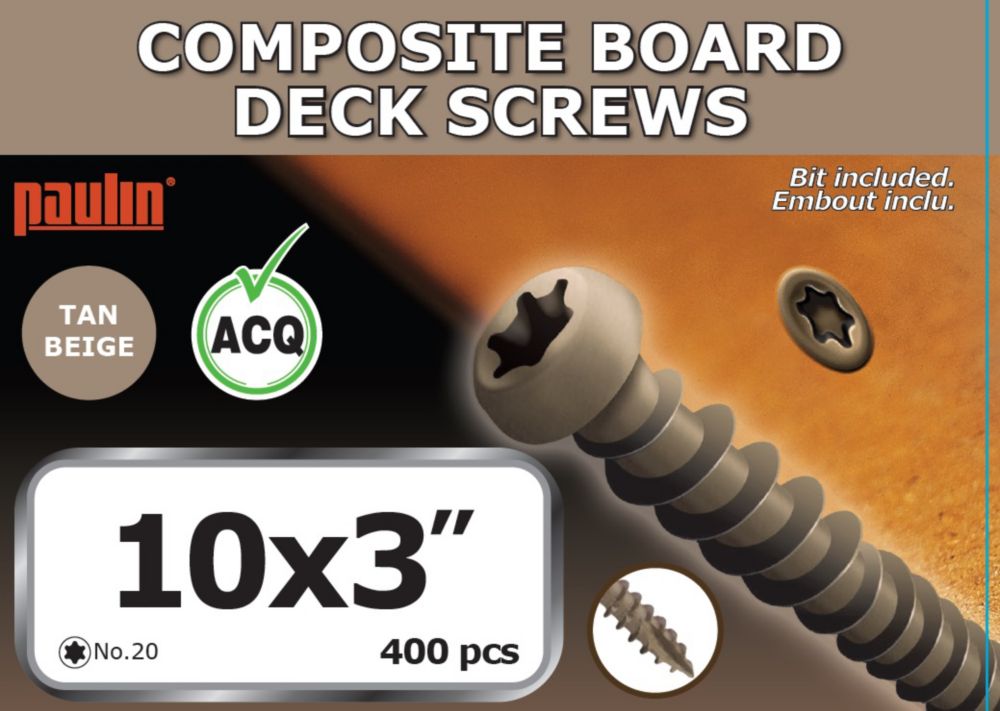 COMPOSITE BOARD
DECK SCREWS
paulin®
Bit included.
Embout inclu.
TAN
BEIGE
ACQ
10x3"
No.20
400 pcs